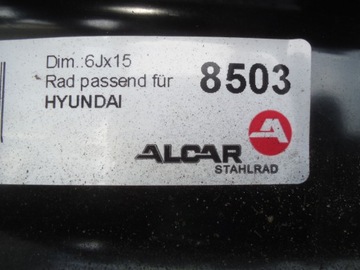 Dim.:6Jx15
Rad passend für
HYUNDAI
8503
ALCAR
STAHLRAD